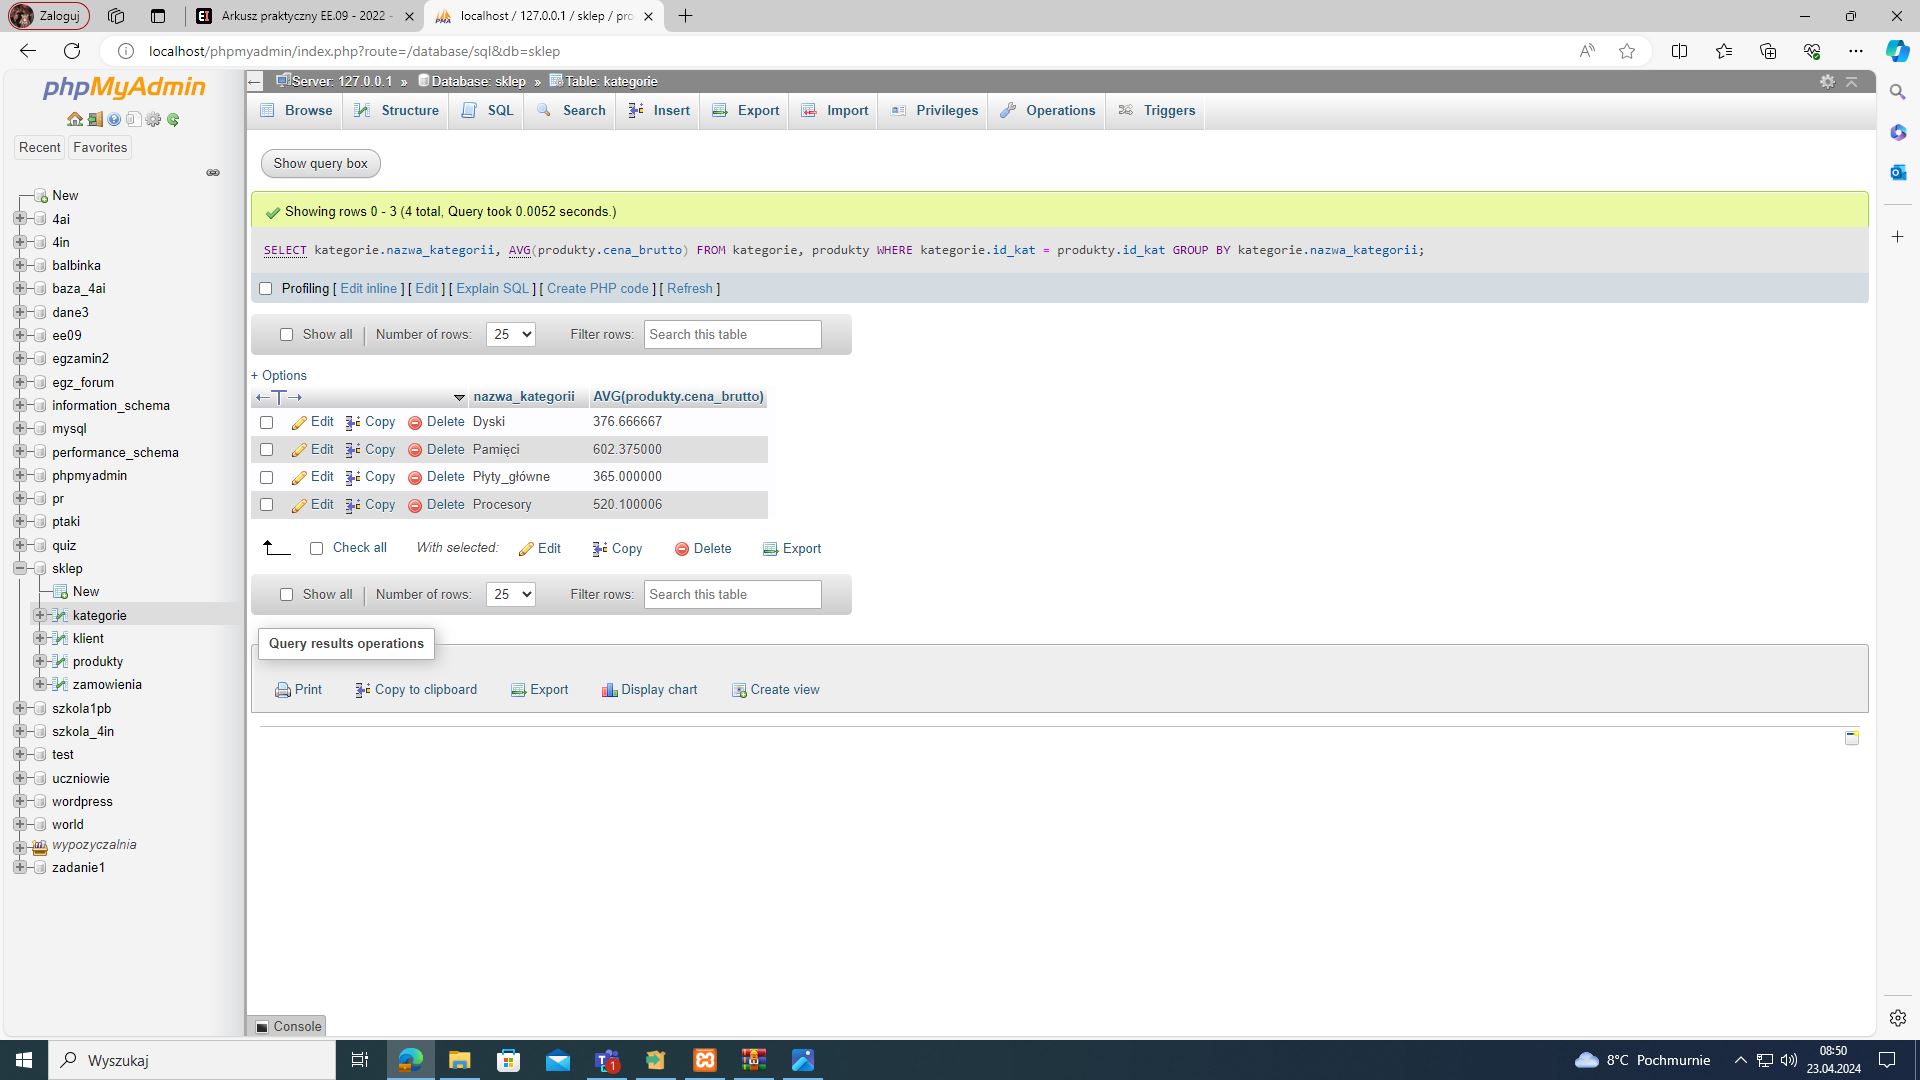 Zaloguj
Arkusz praktyczny EE.09 - 2022 -
localhost / 127.0.0.1 / sklep / pro
localhost/phpmyadmin/index.php?route=/database/sql&db=sklep
phpMyAdmin
Recent Favorites
New
4ai
4in
balbinka
baza_4ai
dane3
ee09
egzamin2
egz_forum
information_schema
mysql
performance_schema
phpmyadmin
pr
ptaki
quiz
sklep
New
kategorie
klient
produkty
zamowienia
szkola1pb
szkola_4in
test
uczniowie
wordpress
world
wypozyczalnia
zadanie1
Server: 127.0.0.1 » Database: sklep » Table: kategorie
Browse Structure SQL Search Insert Export Import Privileges Operations Triggers
Show query box
Showing rows 0 - 3 (4 total, Query took 0.0052 seconds.)
SELECT kategorie.nazwa_kategorii, AVG(produkty.cena_brutto) FROM kategorie, produkty WHERE kategorie.id_kat = produkty.id_kat GROUP BY kategorie.nazwa_kategorii;
Profiling [ Edit inline ] [ Edit ] [ Explain SQL ] [ Create PHP code ] [ Refresh ]
Show all Number of rows: 25 Filter rows: Search this table
+ Options
←T→ nazwa_kategorii AVG(produkty.cena_brutto)
Edit Copy Delete Dyski 376.666667
Edit Copy Delete Pamięci 602.375000
Edit Copy Delete Płyty_główne 365.000000
Edit Copy Delete Procesory 520.100006
Check all With selected: Edit Copy Delete Export
Show all Number of rows: 25 Filter rows: Search this table
Query results operations
Print Copy to clipboard Export Display chart Create view
Console
Wyszukaj
1
8°C Pochmurnie
08:50
23.04.2024